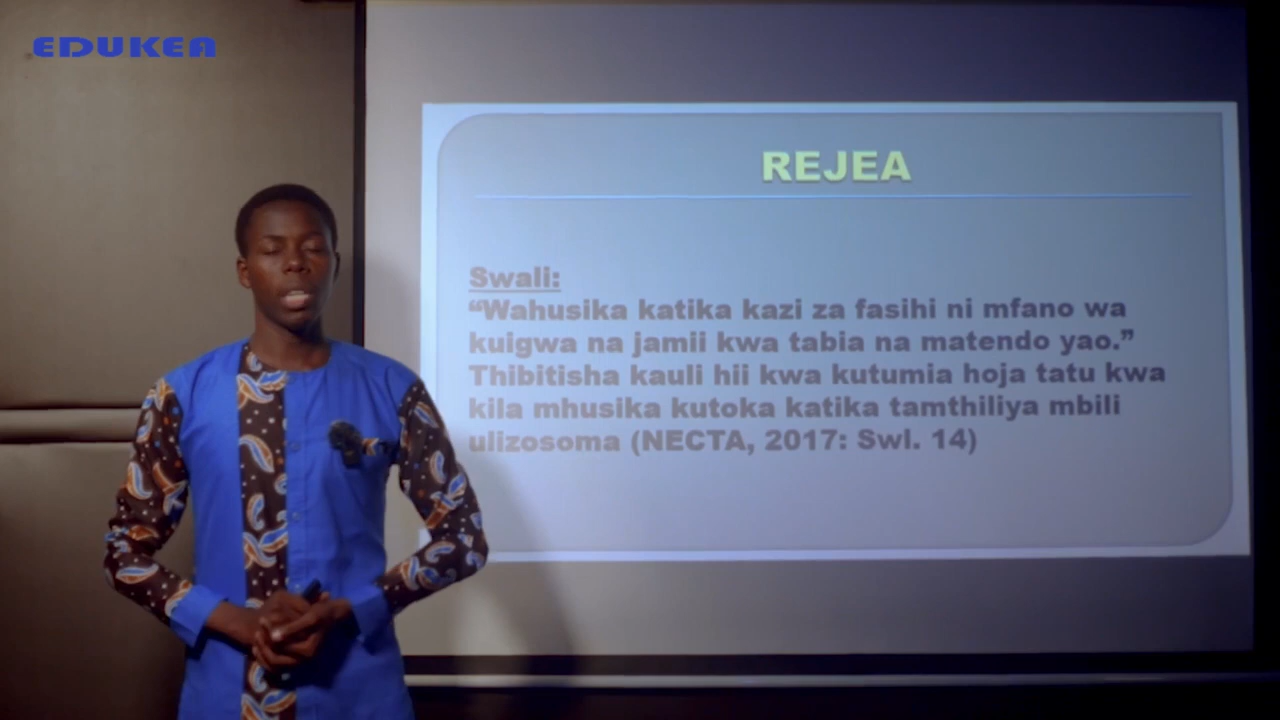 EDUKEA
REJEA
Swali:
“Wahusika katika kazi za fasihi ni mfano wa
kuigwa na jamii kwa tabia na matendo yao.”
Thibitisha kauli hii kwa kutumia hoja tatu kwa
kila mhusika kutoka katika tamthiliya mbili
ulizosoma (NECTA, 2017: Swl. 14)